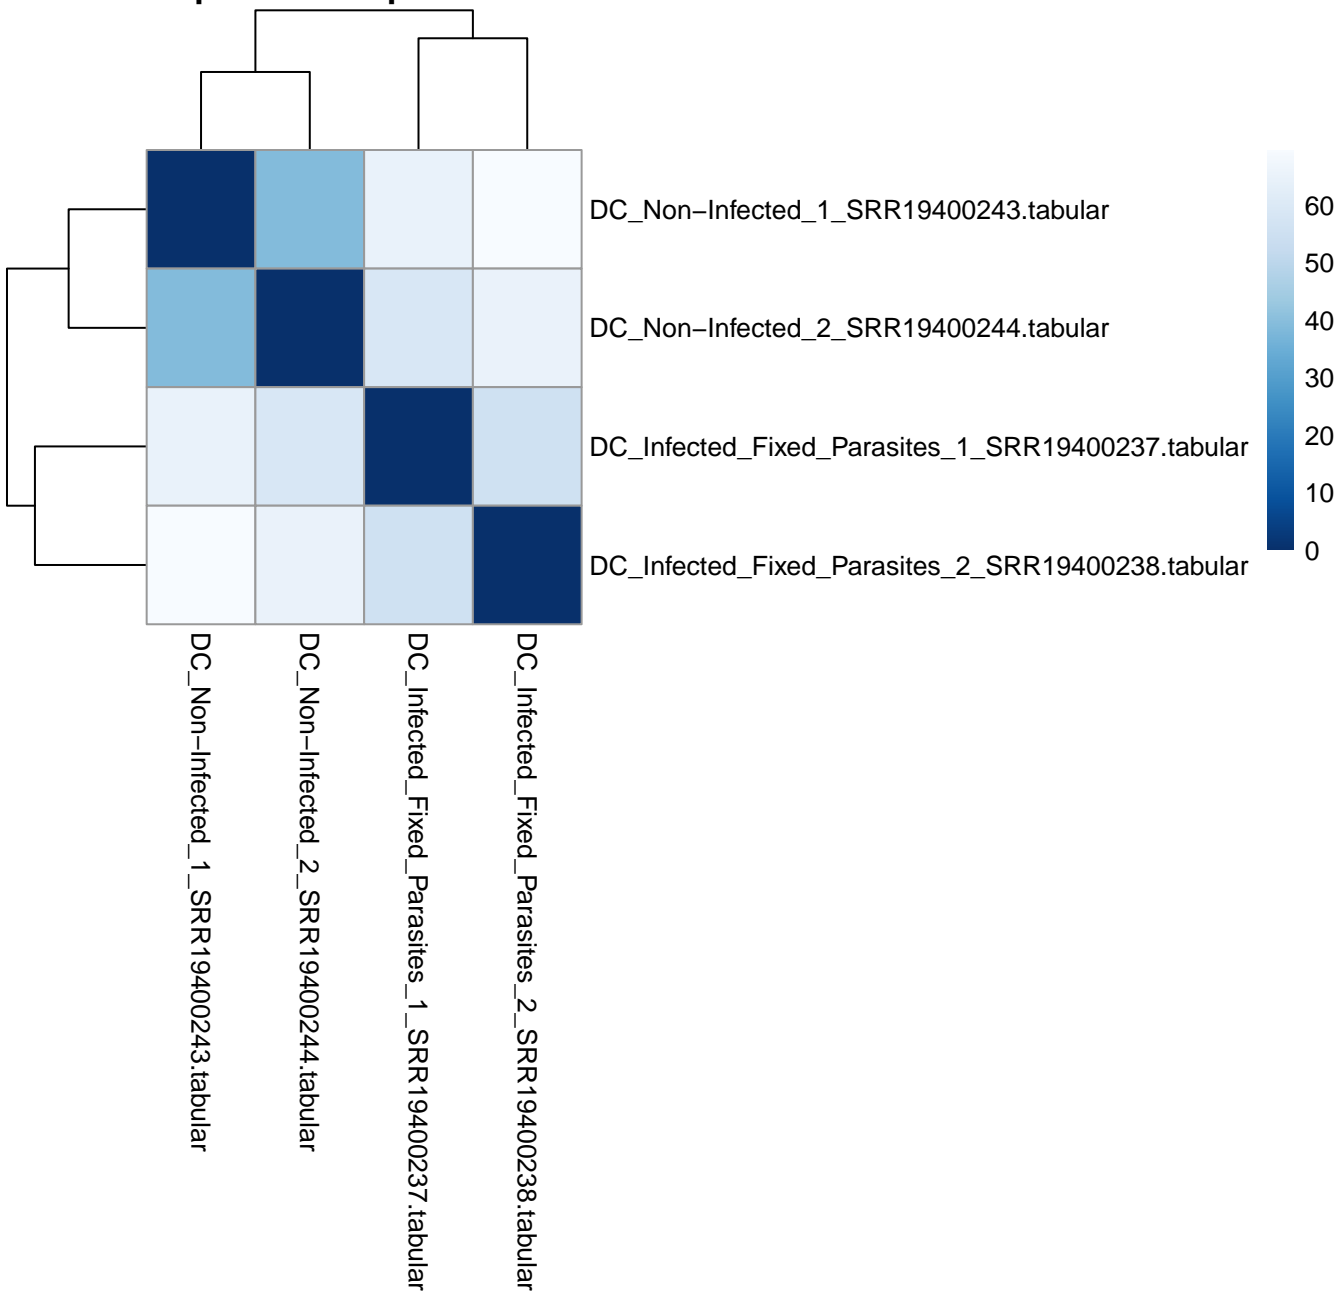 DC_Non−Infected_1_SRR19400243.tabular
DC_Non−Infected_2_SRR19400244.tabular
DC_Infected_Fixed_Parasites_1_SRR19400237.tabular
DC_Infected_Fixed_Parasites_2_SRR19400238.tabular
60
50
40
30
20
10
0
DC_Non−Infected_1_SRR19400243.tabular
DC_Non−Infected_2_SRR19400244.tabular
DC_Infected_Fixed_Parasites_1_SRR19400237.tabular
DC_Infected_Fixed_Parasites_2_SRR19400238.tabular